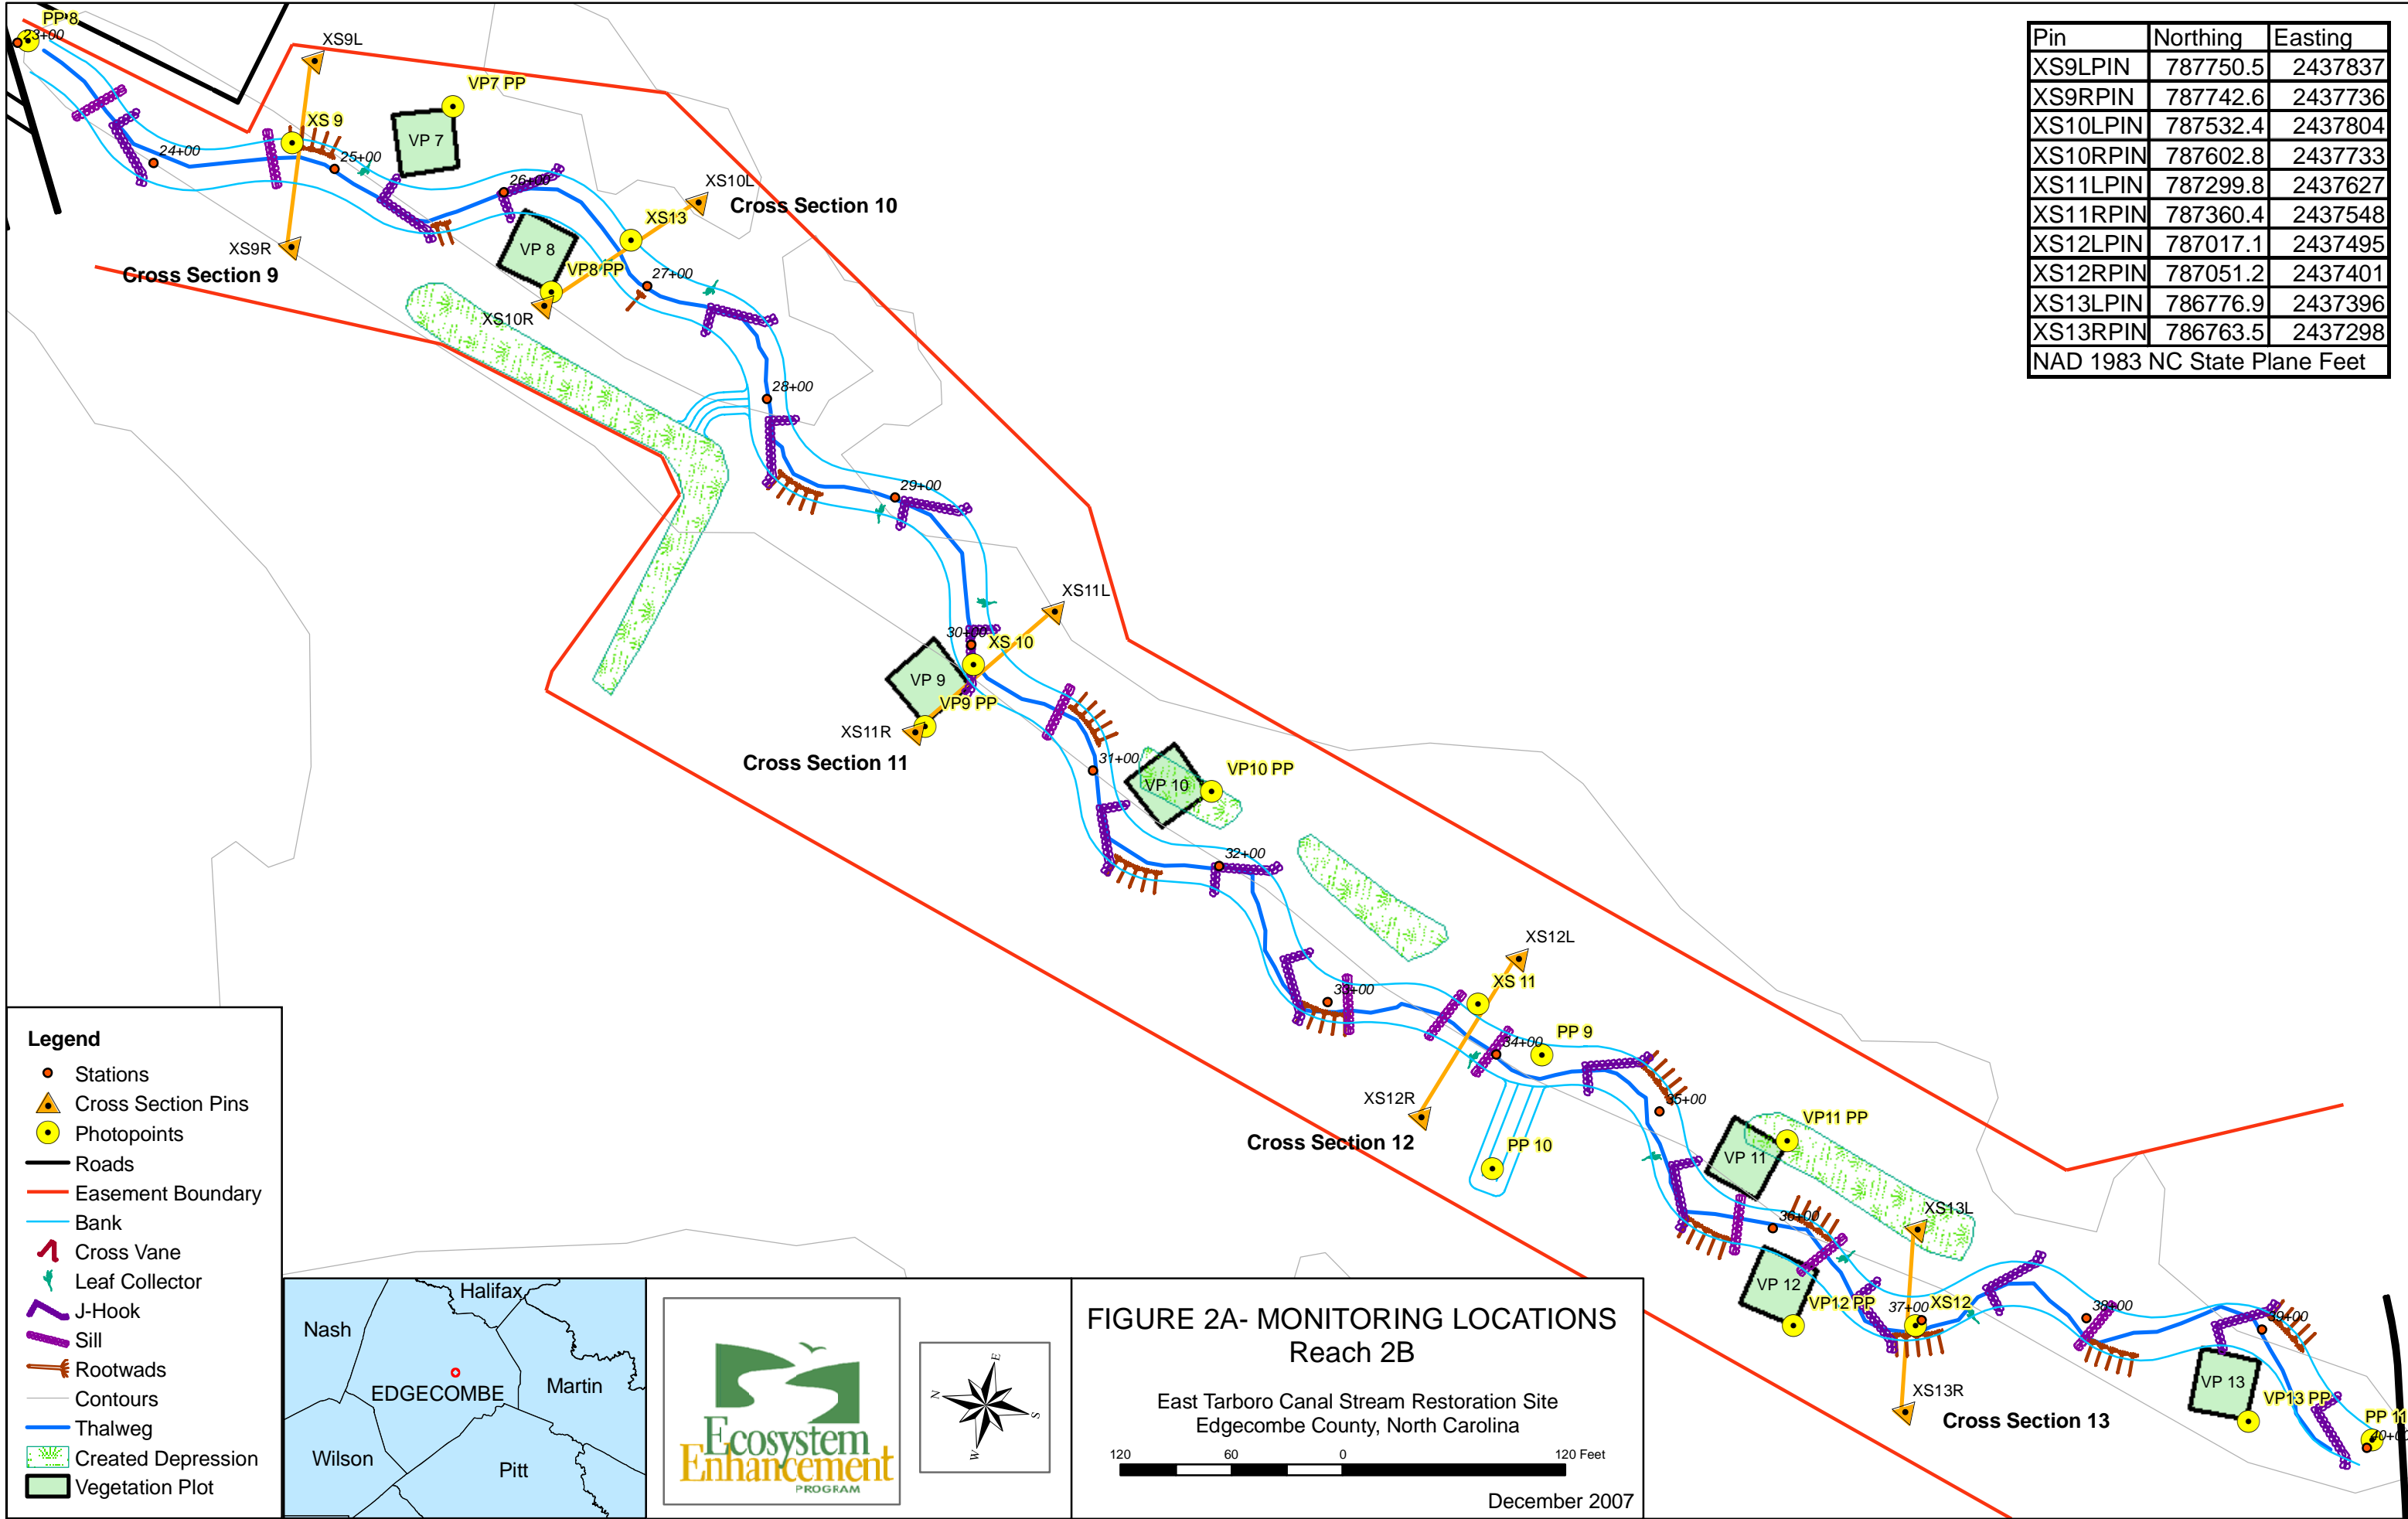 PP 8
23+00
XS9L
VP7 PP
XS 9
VP 7
24+00
25+00
26+00
XS10L
Cross Section 10
XS13
XS9R
Cross Section 9
VP 8
VP8 PP
27+00
XS10R
28+00
29+00
XS11L
30+00
XS 10
VP 9
VP9 PP
XS11R
Cross Section 11
31+00
VP10 PP
VP 10
32+00
XS12L
XS 11
33+00
34+00
PP 9
XS12R
Cross Section 12
PP 10
35+00
VP11 PP
VP 11
36+00
XS13L
VP 12
VP12 PP
37+00
XS12
38+00
39+00
XS13R
Cross Section 13
VP 13
VP13 PP
PP 11
40+00
Pin Northing Easting
XS9LPIN 787750.5 2437837
XS9RPIN 787742.6 2437736
XS10LPIN 787532.4 2437804
XS10RPIN 787602.8 2437733
XS11LPIN 787299.8 2437627
XS11RPIN 787360.4 2437548
XS12LPIN 787017.1 2437495
XS12RPIN 787051.2 2437401
XS13LPIN 786776.9 2437396
XS13RPIN 786763.5 2437298
NAD 1983 NC State Plane Feet
Legend
Stations
Cross Section Pins
Photopoints
Roads
Easement Boundary
Bank
Cross Vane
Leaf Collector
J-Hook
Sill
Rootwads
Contours
Thalweg
Created Depression
Vegetation Plot
Halifax
Nash
EDGECOMBE
Martin
Wilson
Pitt
Ecosystem
Enhancement
PROGRAM
E
N
S
W
FIGURE 2A- MONITORING LOCATIONS
Reach 2B
East Tarboro Canal Stream Restoration Site
Edgecombe County, North Carolina
120 60 0 120 Feet
December 2007